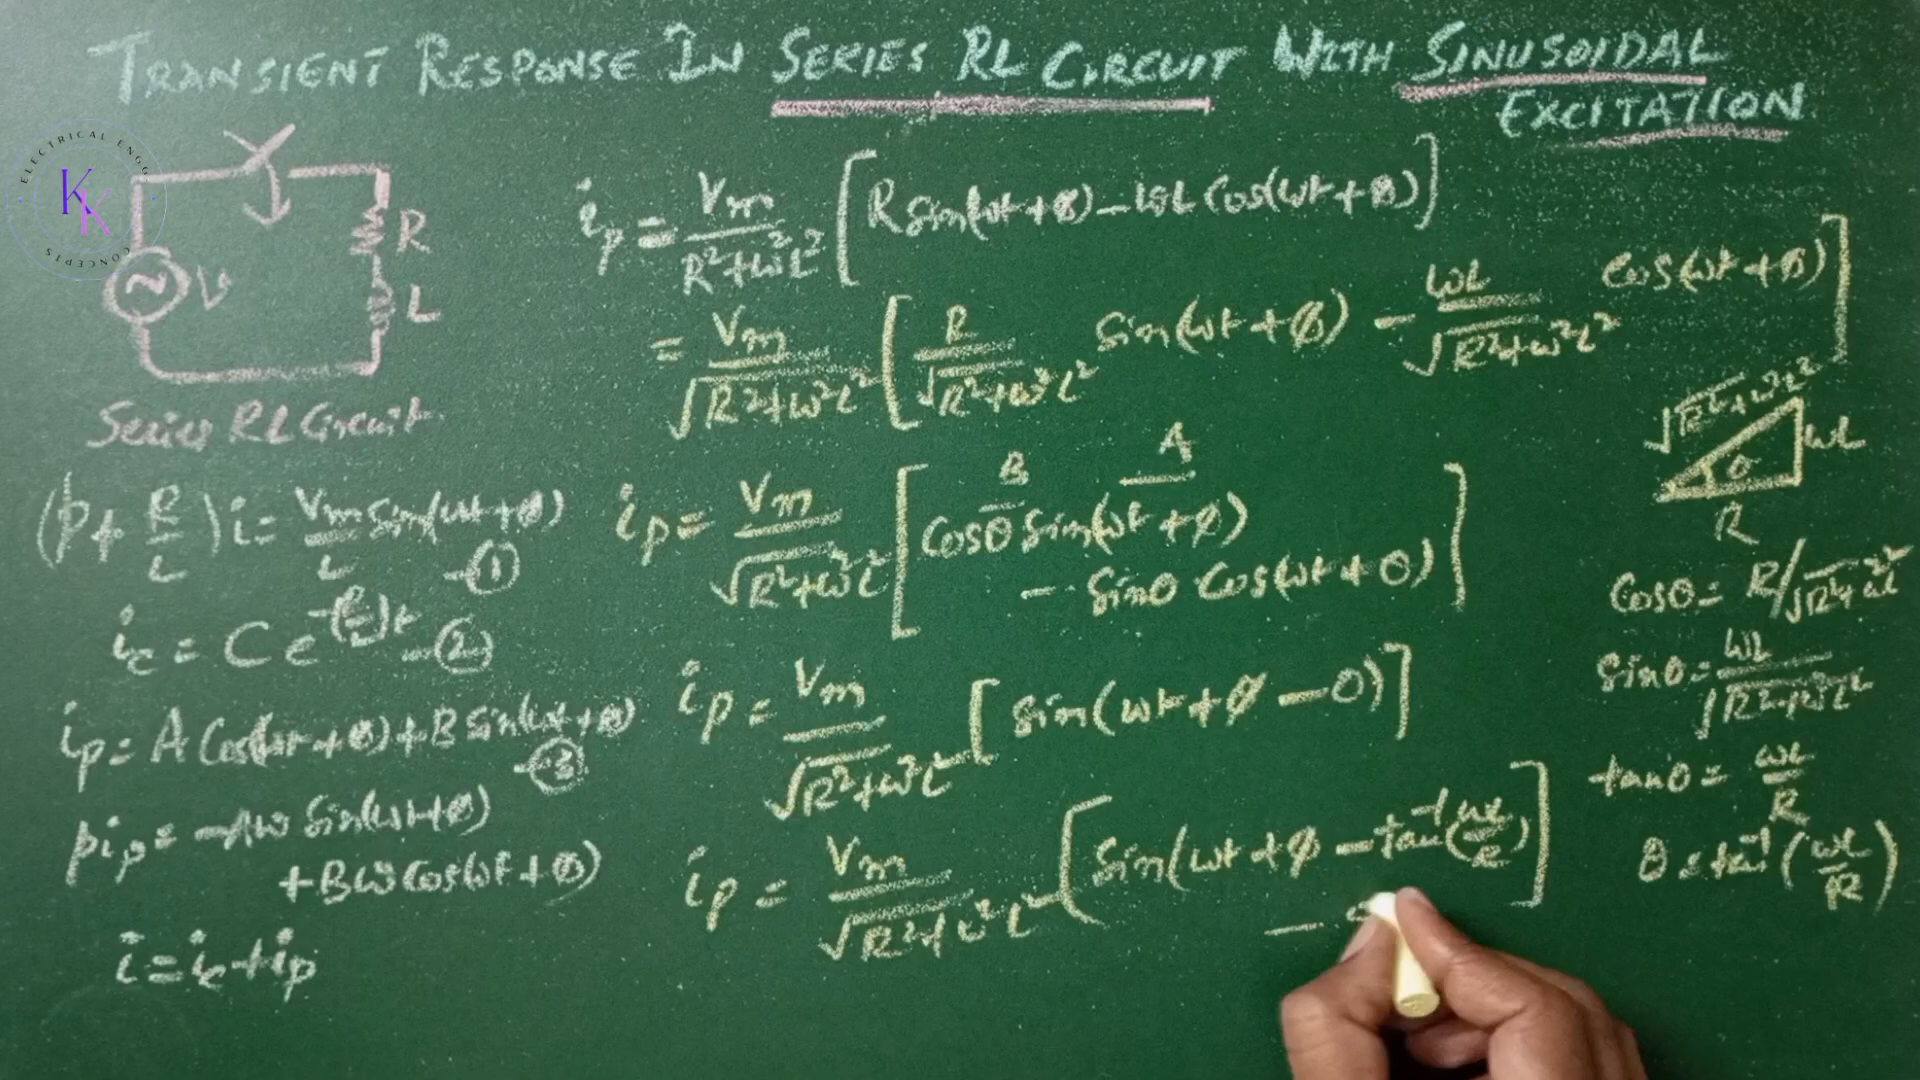 TRANSIENT RESPONSE IN SERIES RL CIRCUIT WITH SINUSOIDAL
EXCITATION
ELECTRICAL ENGG
KK
CONCEPTS
V
R
L
Series RL Circuit
(p + R/L) i = Vm/L sin(ωt + ø) - ①
ic = C e^-(R/L)t - ②
ip = A Cos(ωt + ø) + B Sin(ωt + ø) - ③
pip = -Aω Sin(ωt + ø)
+ Bω Cos(ωt + ø)
i = ic + ip
ip = Vm/R²+ω²L² [R sin(ωt + ø) - ωL Cos(ωt + ø)]
= Vm/√R²+ω²L² [R/√R²+ω²L² Sin(ωt + ø) - ωL/√R²+ω²L² Cos(ωt + ø)]
B A
ip = Vm/√R²+ω²L² [Cosθ Sin(ωt + ø)
- Sinθ Cos(ωt + θ)]
ip = Vm/√R²+ω²L² [Sin(ωt + ø - θ)]
ip = Vm/√R²+ω²L² [Sin(ωt + ø - tan⁻¹(ωL/R)]
√R²+ω²L²
θ
ωL
R
Cosθ = R/√R²+ω²L²
Sinθ = ωL/√R²+ω²L²
tanθ = ωL/R
θ = tan⁻¹(ωL/R)